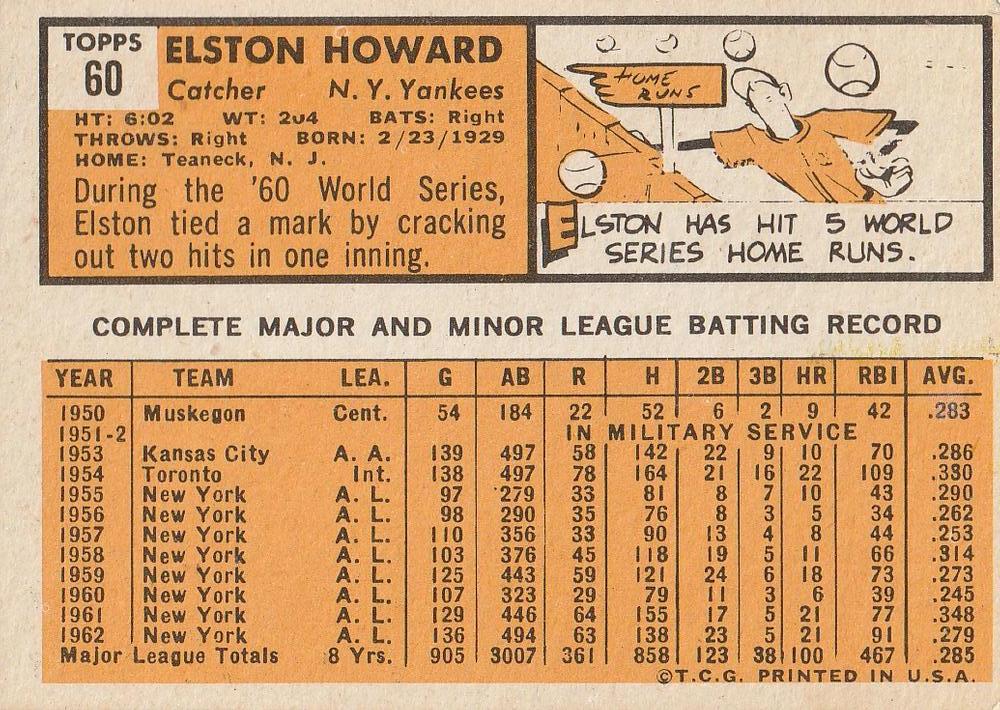 TOPPS
60
ELSTON HOWARD
Catcher N. Y. Yankees
HT: 6:02 WT: 204 BATS: Right
THROWS: Right BORN: 2/23/1929
HOME: Teaneck, N. J.
During the '60 World Series,
Elston tied a mark by cracking
out two hits in one inning.
HOME
RUNS
ELSTON HAS HIT 5 WORLD
SERIES HOME RUNS.
COMPLETE MAJOR AND MINOR LEAGUE BATTING RECORD
YEAR TEAM LEA. G AB R H 2B 3B HR RBI AVG.
1950 Muskegon Cent. 54 184 22 52 6 2 9 42 .283
1951-2 IN MILITARY SERVICE
1953 Kansas City A. A. 139 497 58 142 22 9 10 70 .286
1954 Toronto Int. 138 497 78 164 21 16 22 109 .330
1955 New York A. L. 97 279 33 81 8 7 10 43 .290
1956 New York A. L. 98 290 35 76 8 3 5 34 .262
1957 New York A. L. 110 356 33 90 13 4 8 44 .253
1958 New York A. L. 103 376 45 118 19 5 11 66 .314
1959 New York A. L. 125 443 59 121 24 6 18 73 .273
1960 New York A. L. 107 323 29 79 11 3 6 39 .245
1961 New York A. L. 129 446 64 155 17 5 21 77 .348
1962 New York A. L. 136 494 63 138 23 5 21 91 .279
Major League Totals 8 Yrs. 905 3007 361 858 123 38 100 467 .285
©T.C.G. PRINTED IN U.S.A.